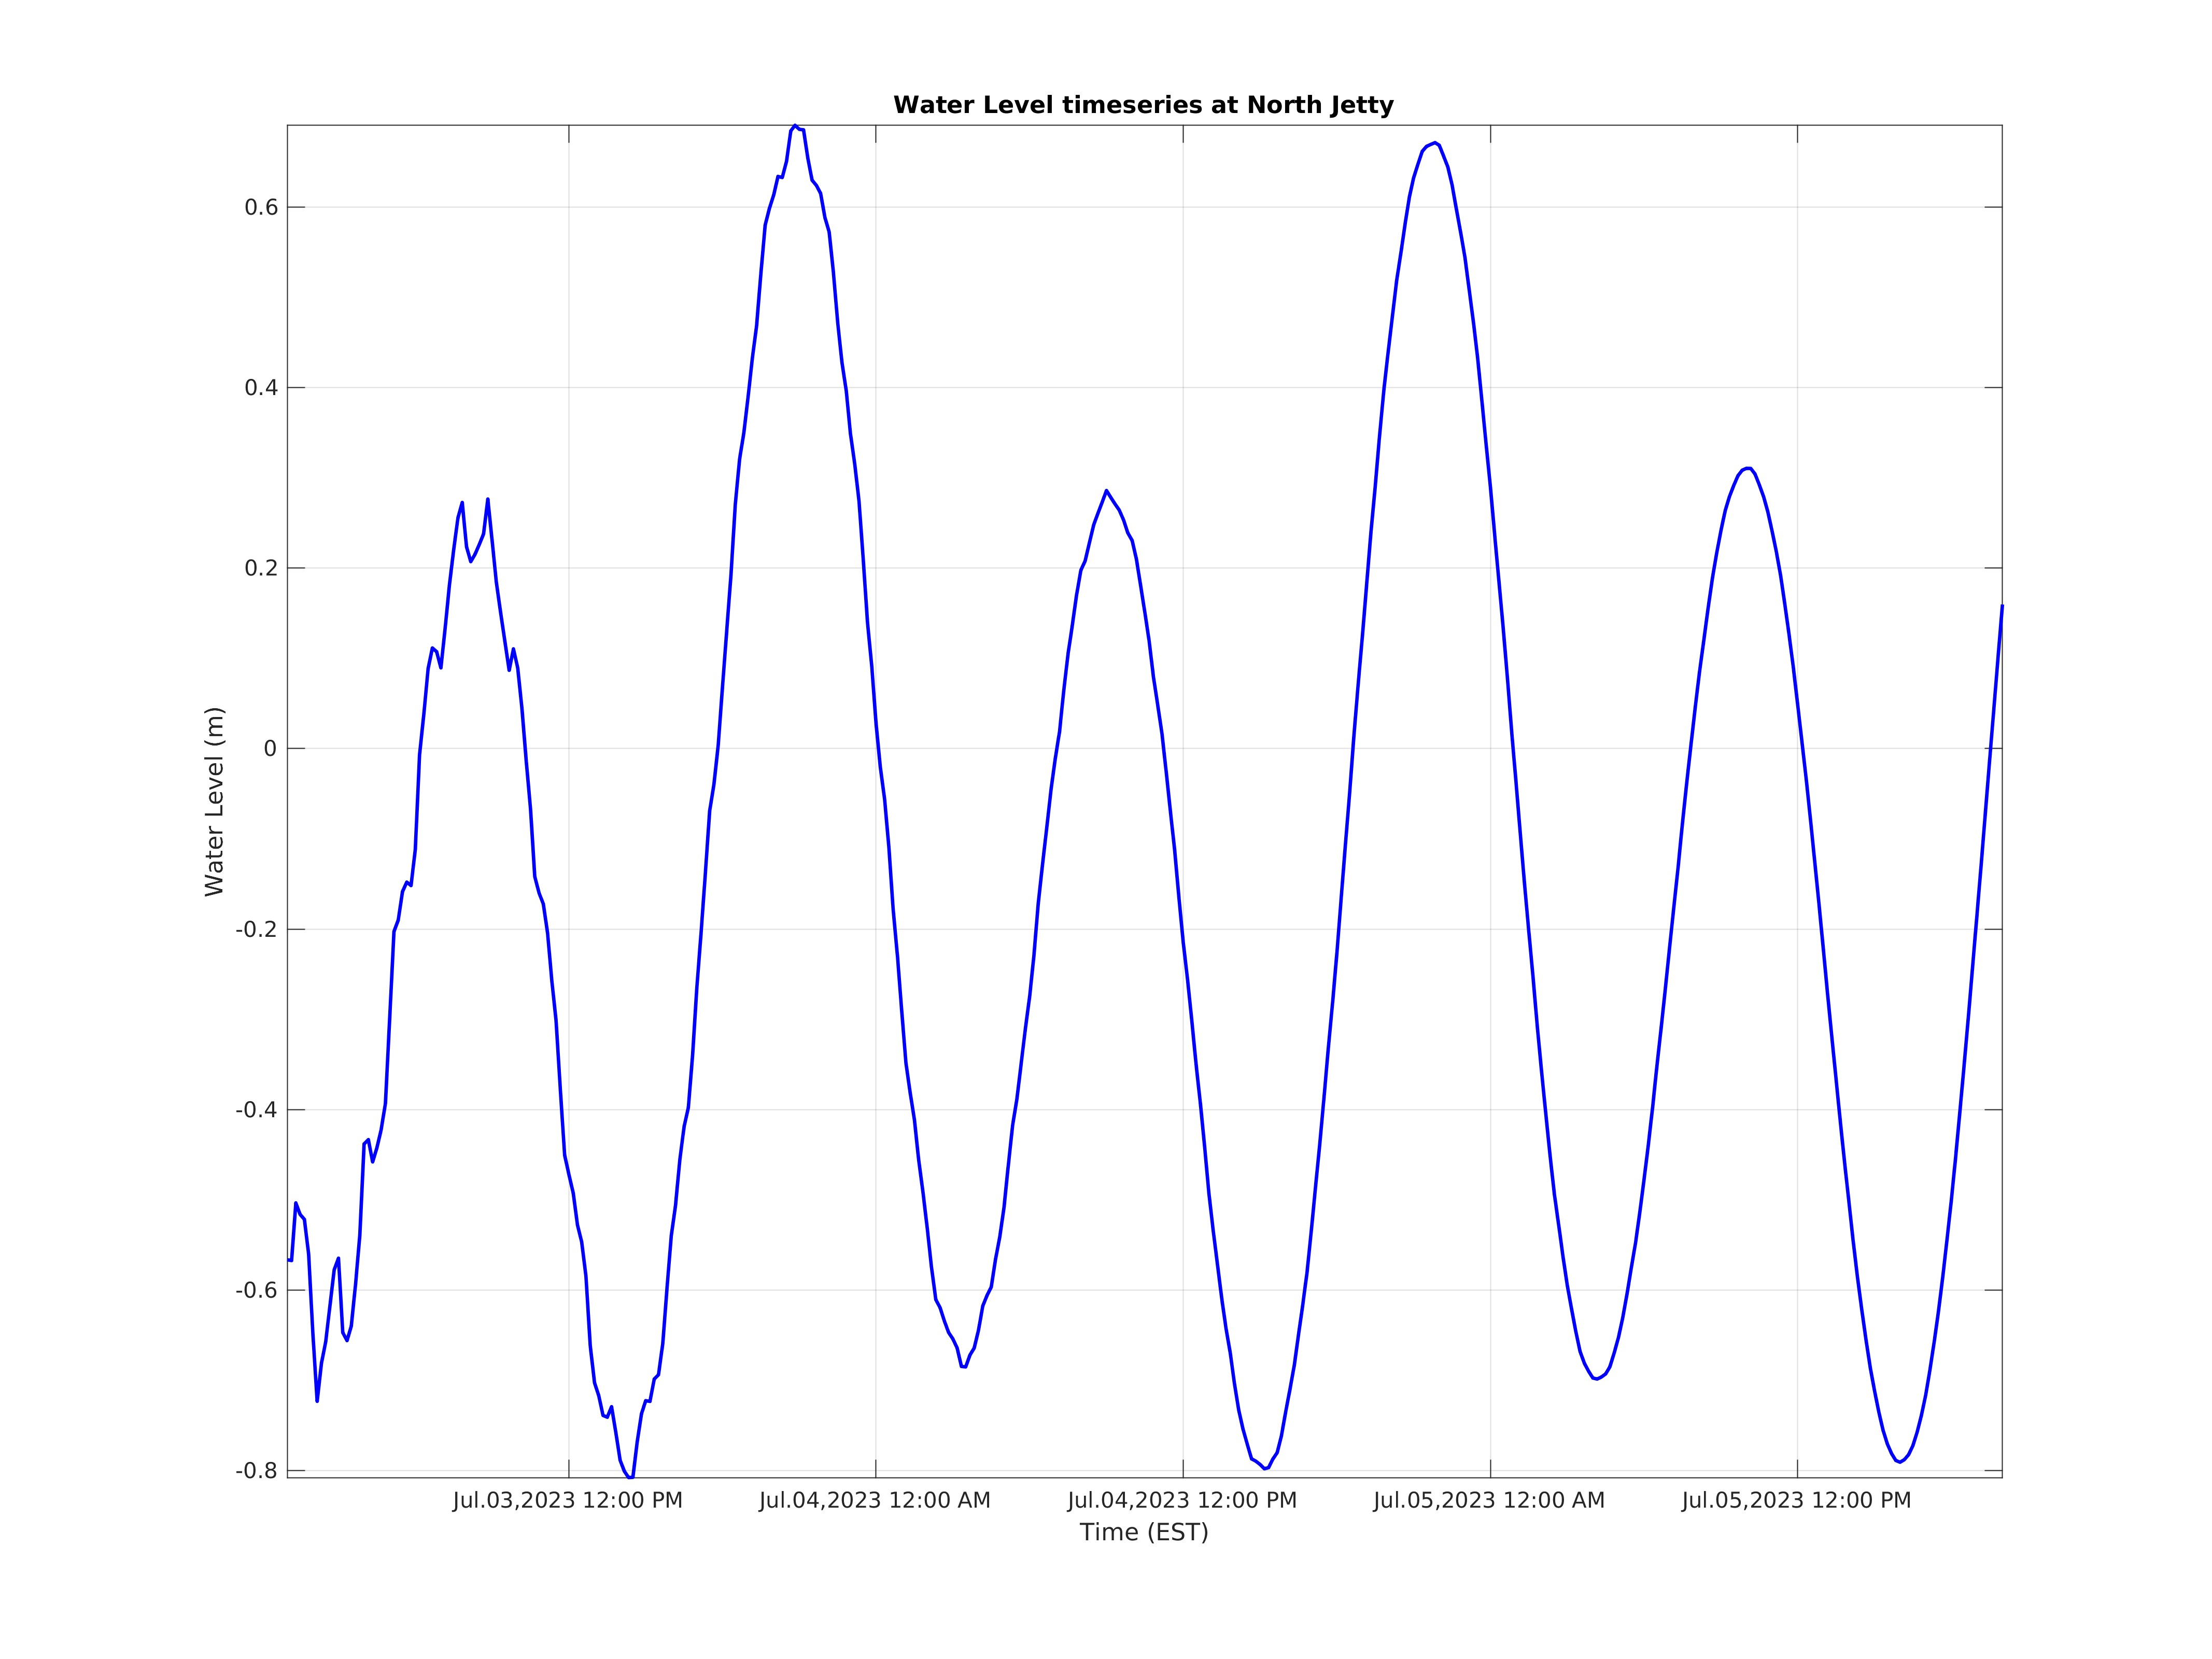 Water Level timeseries at North Jetty
0.6
0.4
0.2
0
-0.2
-0.4
-0.6
-0.8
Water Level (m)
Jul.03,2023 12:00 PM
Jul.04,2023 12:00 AM
Jul.04,2023 12:00 PM
Jul.05,2023 12:00 AM
Jul.05,2023 12:00 PM
Time (EST)